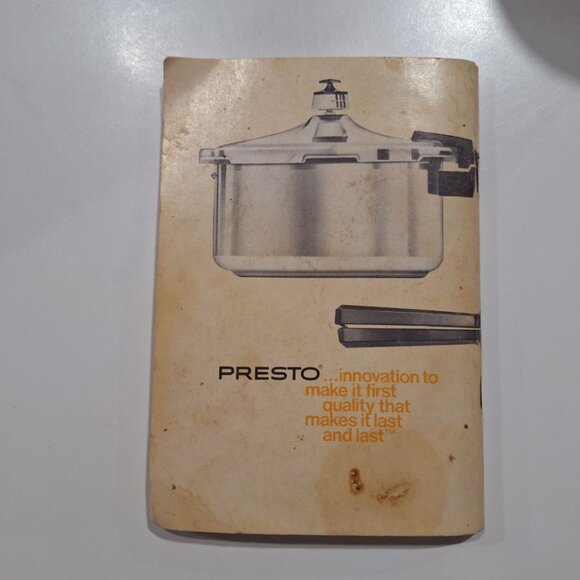 PRESTO® ...innovation to
make it first
quality that
makes it last
and last™